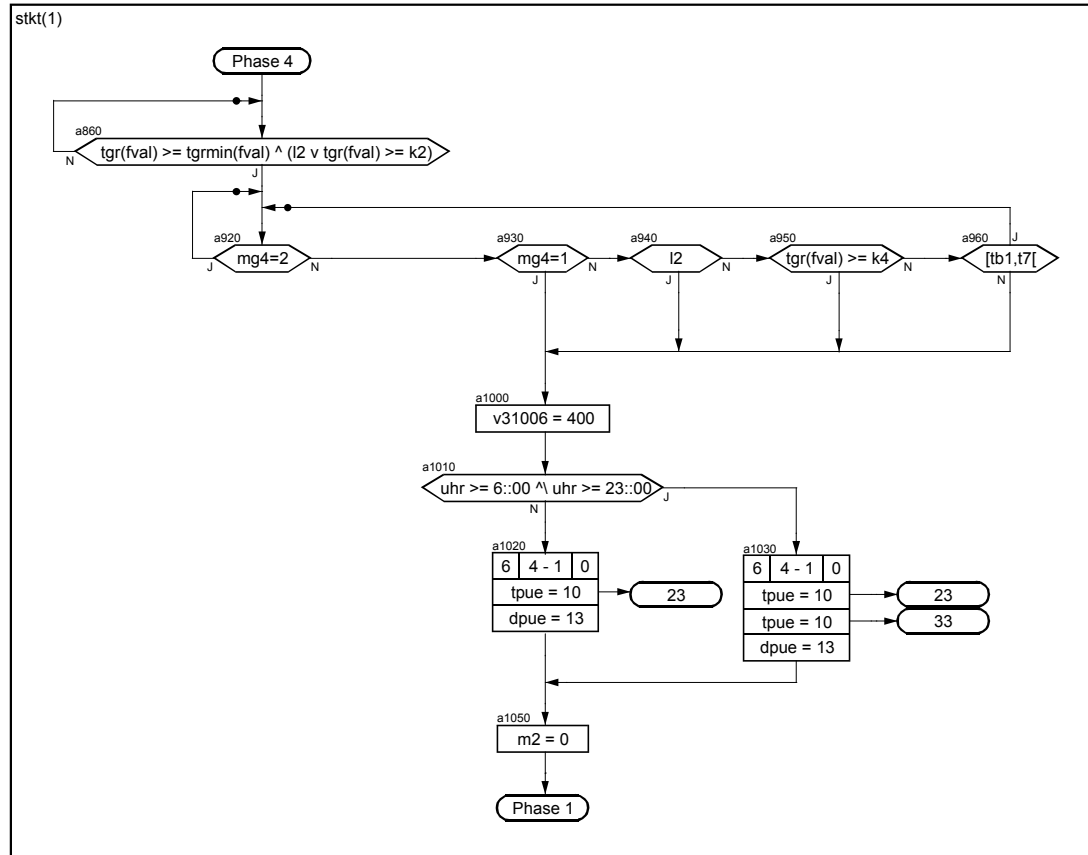 stkt(1)
Phase 4
a860
tgr(fval) >= tgrmin(fval) ^ (l2 v tgr(fval) >= k2)
N
J
a920
mg4=2
J
N
a930
mg4=1
N
J
a940
l2
N
J
a950
tgr(fval) >= k4
N
J
a960
J
[tb1,t7[
N
a1000
v31006 = 400
a1010
uhr >= 6::00 ^\ uhr >= 23::00
N
J
a1020
6 4 - 1 0
tpue = 10
23
dpue = 13
a1030
6 4 - 1 0
tpue = 10
23
tpue = 10
33
dpue = 13
a1050
m2 = 0
Phase 1